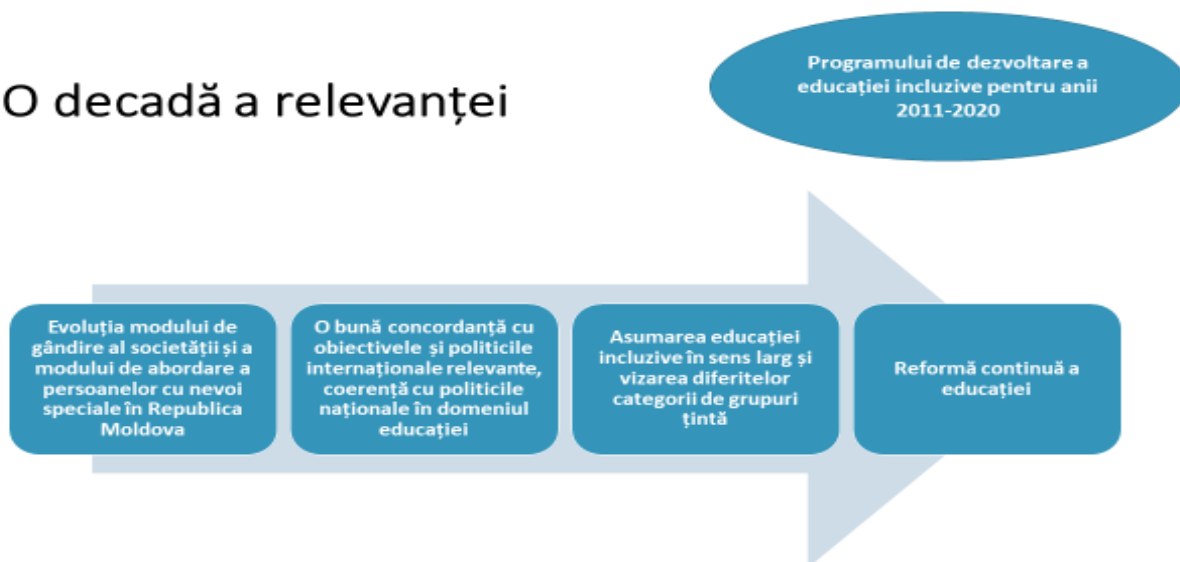 O decadă a relevanței
Programului de dezvoltare a
educației incluzive pentru anii
2011-2020
Evoluția modului de
gândire al societății și a
modului de abordare a
persoanelor cu nevoi
speciale în Republica
Moldova
O bună concordanță cu
obiectivele și politicile
internaționale relevante,
coerență cu politicile
naționale în domeniul
educației
Asumarea educației
incluzive în sens larg și
vizarea diferitelor
categorii de grupuri
țintă
Reformă continuă a
educației